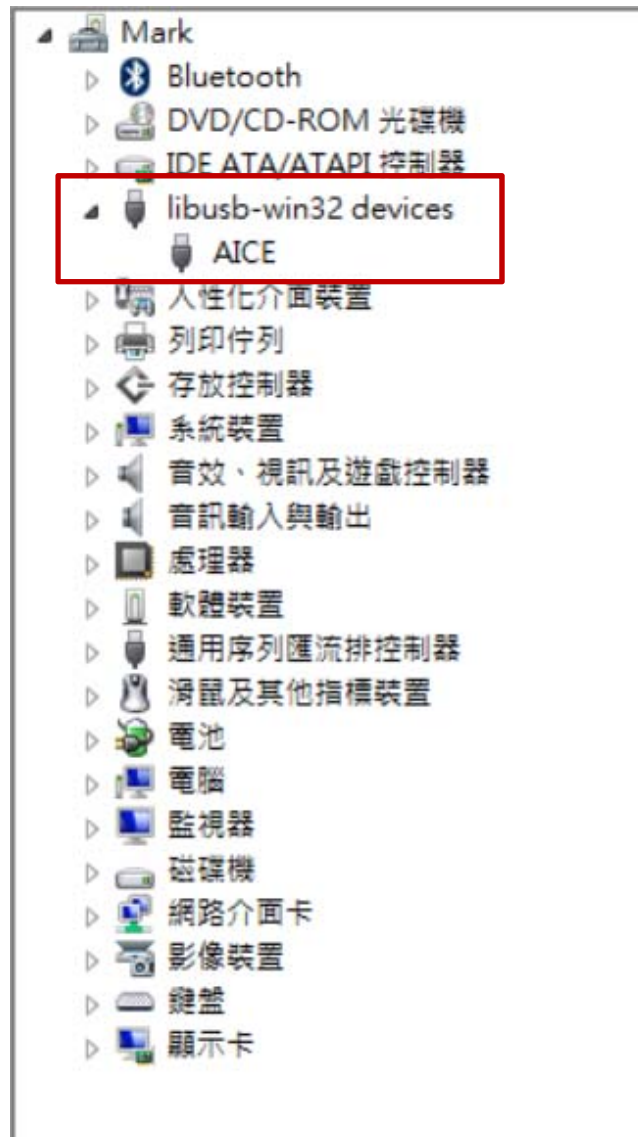 Mark
Bluetooth
DVD/CD-ROM 光碟機
IDE ATA/ATAPI 控制器
libusb-win32 devices
AICE
人性化介面裝置
列印佇列
存放控制器
系統裝置
音效、視訊及遊戲控制器
音訊輸入與輸出
處理器
軟體裝置
通用序列匯流排控制器
滑鼠及其他指標裝置
電池
電腦
監視器
磁碟機
網路介面卡
影像裝置
鍵盤
顯示卡